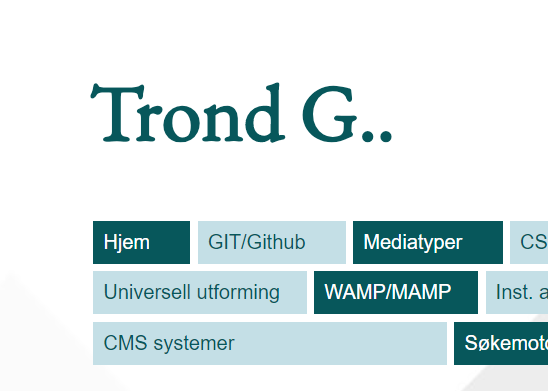 Trond G..
Hjem GIT/Github Mediatyper
Universell utforming WAMP/MAMP Inst.
CMS systemer